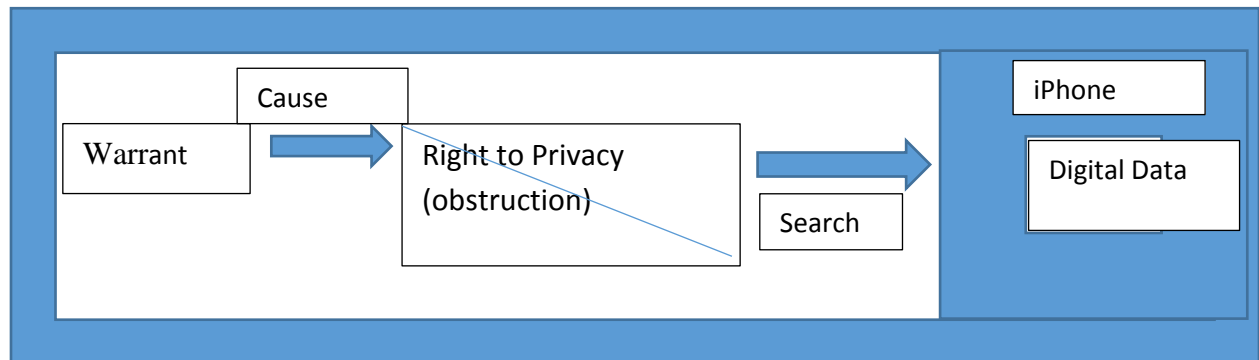 Cause
Warrant
Right to Privacy
(obstruction)
Search
iPhone
Digital Data